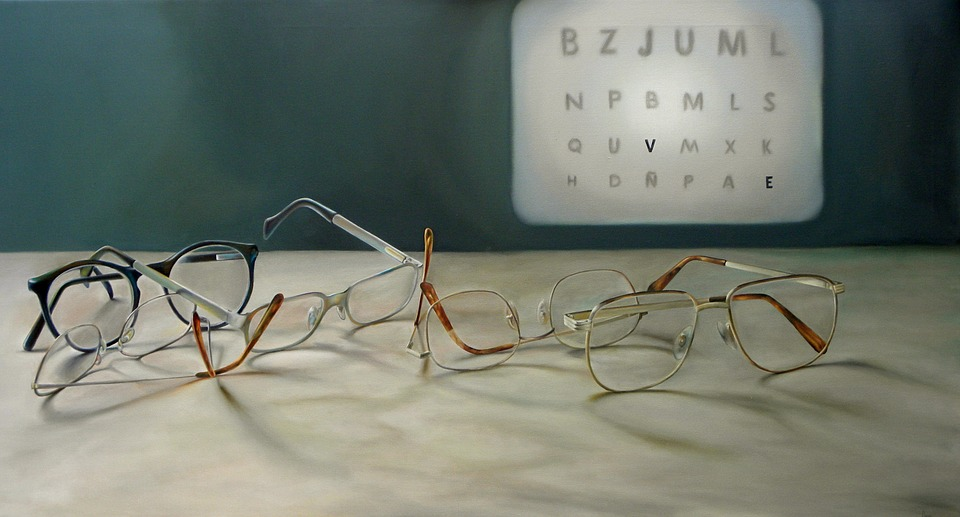 B Z J U M L
N P B M L S
Q U V M X K
H D Ñ P A E